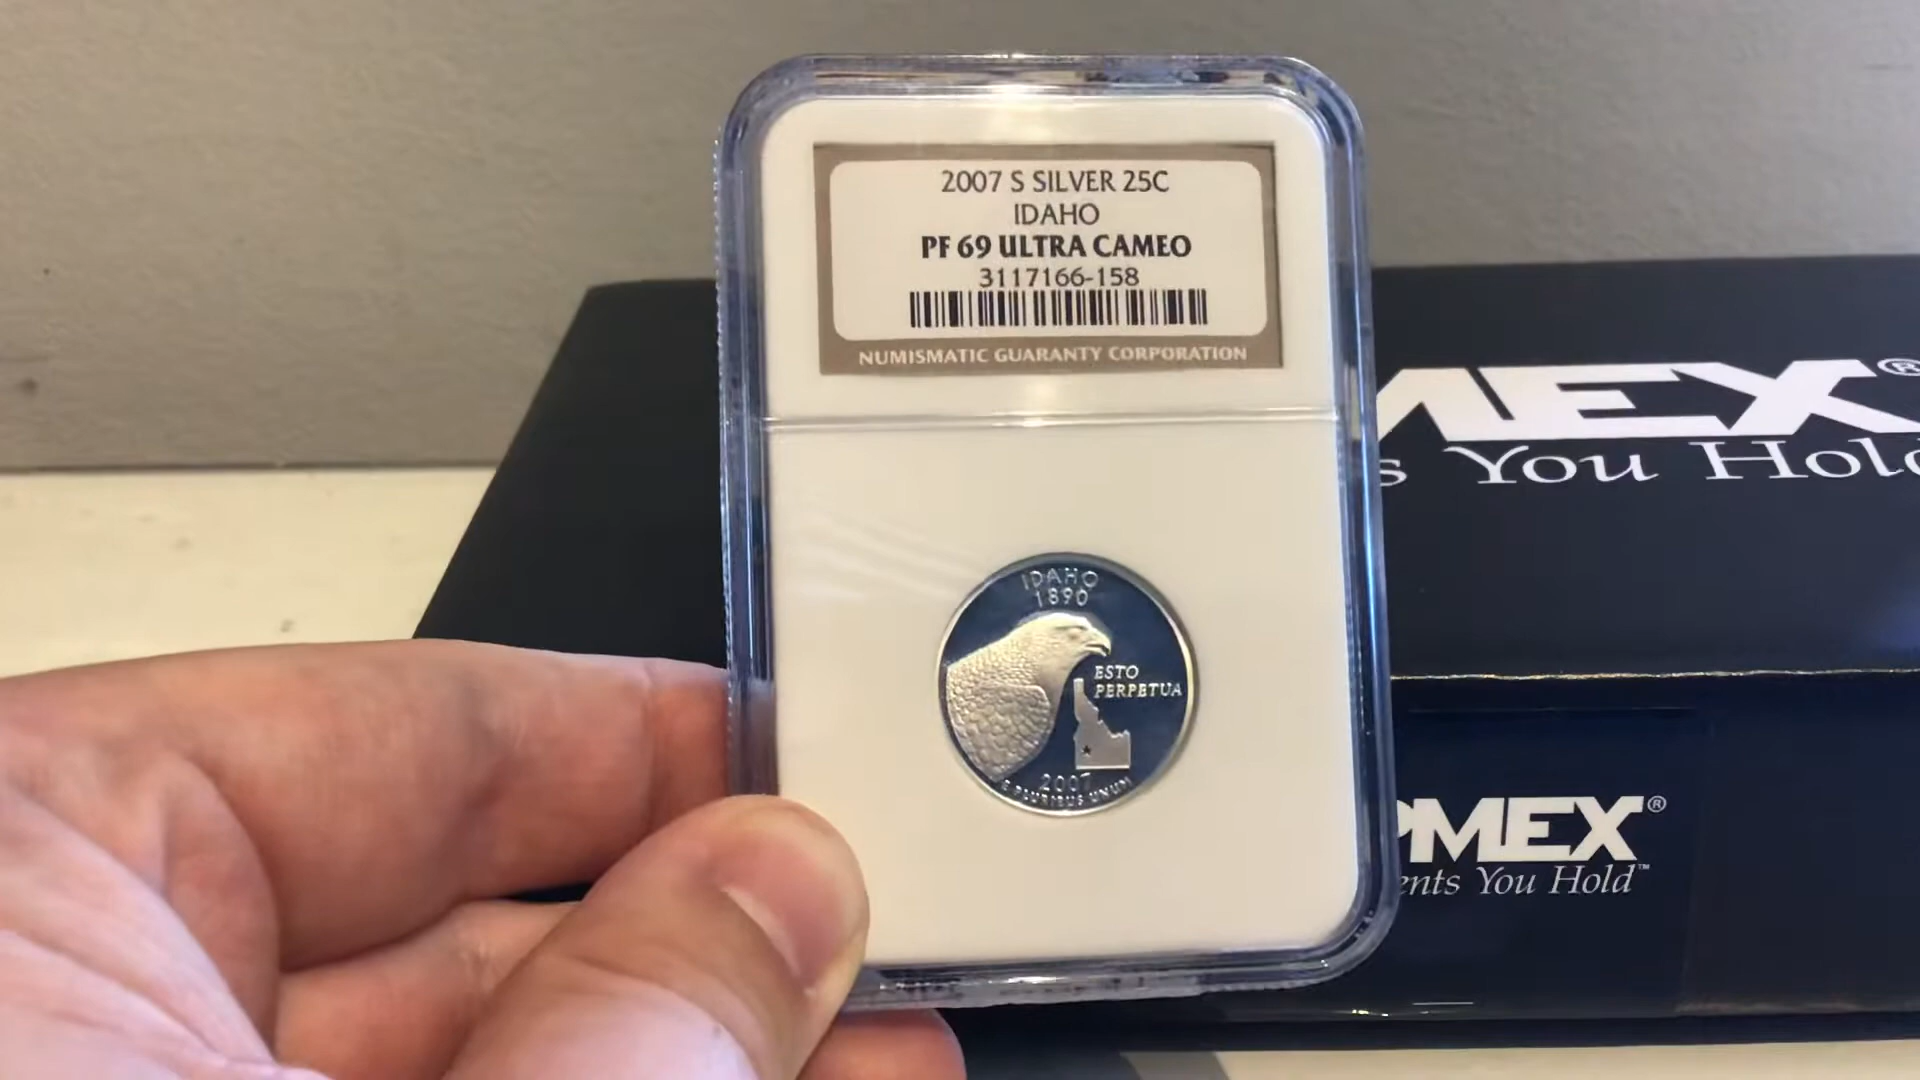 2007 S SILVER 25C
IDAHO
PF 69 ULTRA CAMEO
3117166-158
NUMISMATIC GUARANTY CORPORATION
MEX®
s You Hold
IDAHO
1890
ESTO
PERPETUA
2007
E PLURIBUS UNUM
PMEX®
ents You Hold™